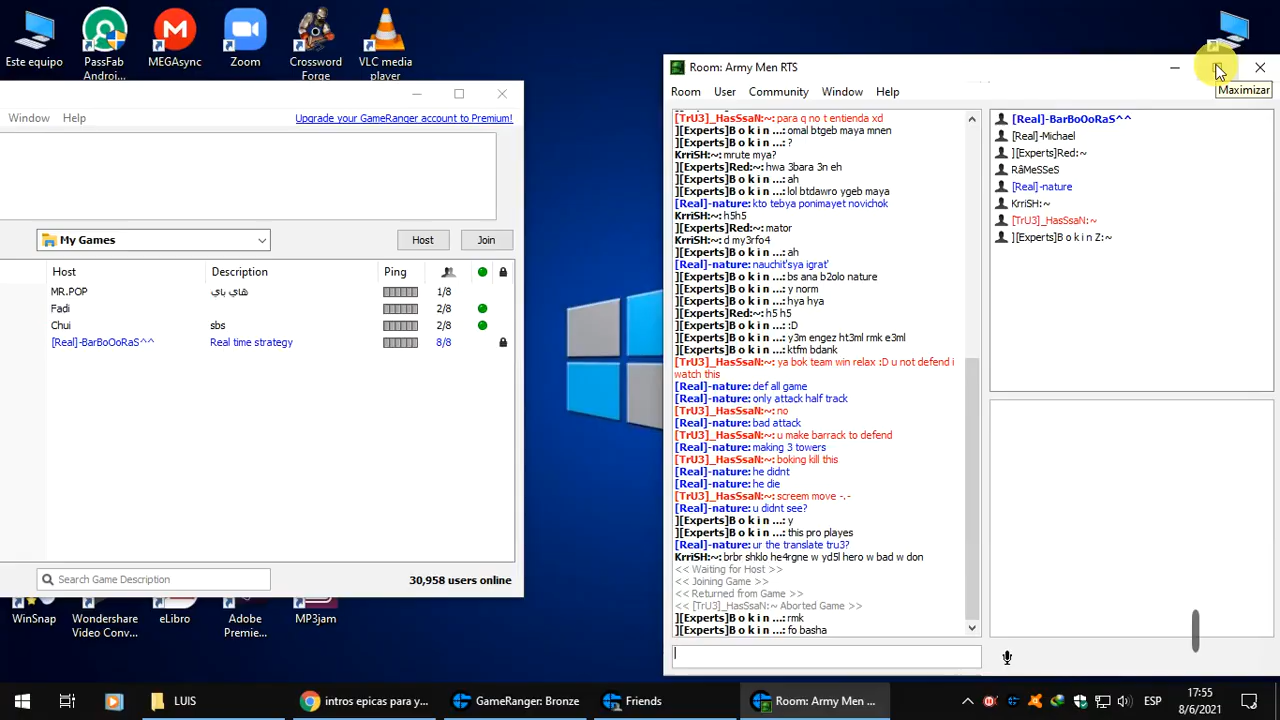 Este equipo
PassFab
Androi...
MEGAsync
Zoom
Crossword
Forge
VLC media
player
Window Help
Upgrade your GameRanger account to Premium!
My Games
Host
Join
Host Description Ping
MR.POP هاي باي 1/8
Fadi 2/8
Chui sbs 2/8
[Real]-BarBoOoRaS^^ Real time strategy 8/8
Search Game Description
30,958 users online
WinSnap
Wondershare
Video Conv...
eLibro
Adobe
Premie...
MP3jam
Room: Army Men RTS
Maximizar
Room User Community Window Help
[TrU3]_HasSsaN:~: para q no t entienda xd
][Experts]B o k i n ...: omal btgeb maya mnen
][Experts]B o k i n ...: ?
KrriSH:~: mrute mya?
][Experts]Red:~: hwa 3bara 3n eh
][Experts]B o k i n ...: ah
][Experts]B o k i n ...: lol btdawro ygeb maya
[Real]-nature: kto tebya ponimayet novichok
KrriSH:~: h5h5
][Experts]Red:~: mator
KrriSH:~: d my3rfo4
][Experts]B o k i n ...: ah
[Real]-nature: nauchit'sya igrat'
][Experts]B o k i n ...: bs ana b2olo nature
][Experts]B o k i n ...: y norm
][Experts]B o k i n ...: hya hya
][Experts]Red:~: h5 h5
][Experts]B o k i n ...: :D
][Experts]B o k i n ...: y3m engez ht3ml rmk e3ml
][Experts]B o k i n ...: ktfm bdank
[TrU3]_HasSsaN:~: ya bok team win relax :D u not defend i
watch this
[Real]-nature: def all game
[Real]-nature: only attack half track
[TrU3]_HasSsaN:~: no
[Real]-nature: bad attack
[TrU3]_HasSsaN:~: u make barrack to defend
[Real]-nature: making 3 towers
[TrU3]_HasSsaN:~: boking kill this
[Real]-nature: he didnt
[Real]-nature: he die
[TrU3]_HasSsaN:~: screem move -.-
[Real]-nature: u didnt see?
][Experts]B o k i n ...: y
][Experts]B o k i n ...: this pro playes
[Real]-nature: ur the translate tru3?
KrriSH:~: brbr shklo he4rgne w yd5l hero w bad w don
<< Waiting for Host >>
<< Joining Game >>
<< Returned from Game >>
<< [TrU3]_HasSsaN:~ Aborted Game >>
][Experts]B o k i n ...: rmk
][Experts]B o k i n ...: fo basha
[Real]-BarBoOoRaS^^
[Real]-Michael
][Experts]Red:~
RâMeSSeS
[Real]-nature
KrriSH:~
[TrU3]_HasSsaN:~
][Experts]B o k i n Z:~
LUIS
intros epicas para y...
GameRanger: Bronze
Friends
Room: Army Men ...
ESP
17:55
8/6/2021